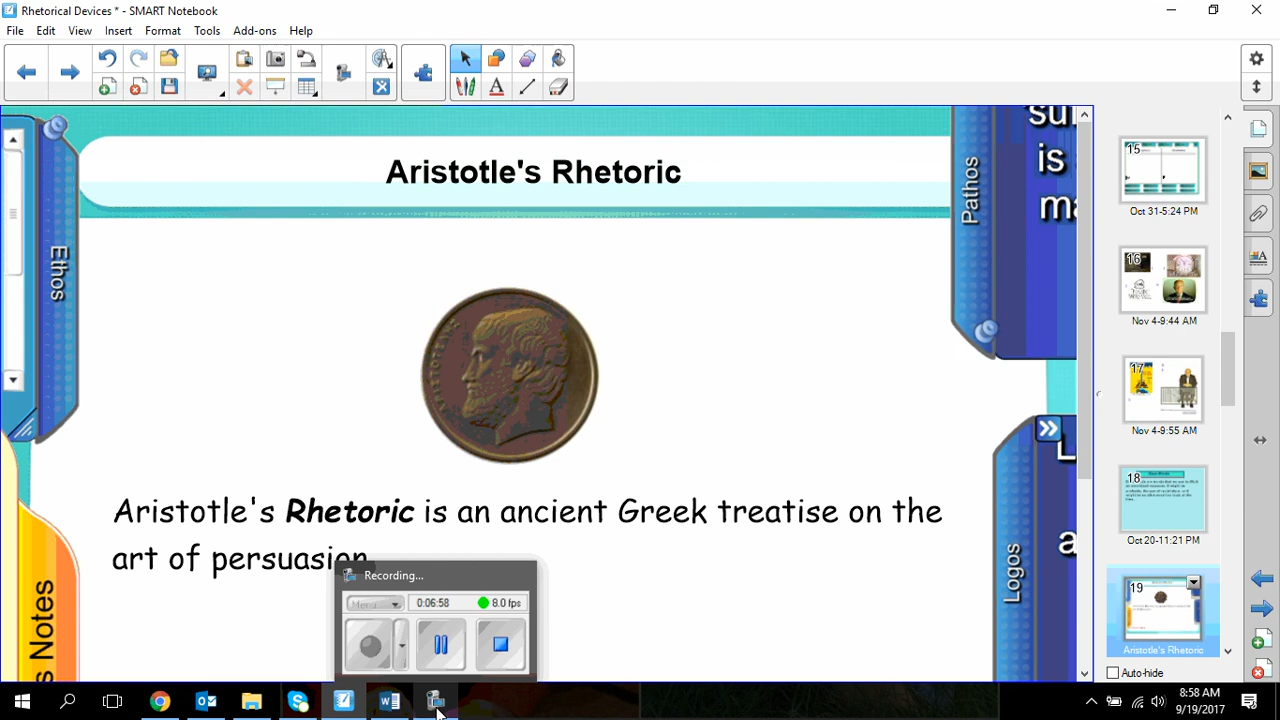 Rhetorical Devices * - SMART Notebook
File Edit View Insert Format Tools Add-ons Help
Aristotle's Rhetoric
Ethos
Pathos
is
Logos
s Notes
Aristotle's Rhetoric is an ancient Greek treatise on the
art of persuasion
Recording...
Menu
0:06:58
8.0 fps
15
Oct 31-5:24 PM
16
Nov 4-9:44 AM
17
Nov 4-9:55 AM
18
Oct 20-11:21 PM
19
Aristotle's Rhetoric
Auto-hide
8:58 AM
9/19/2017